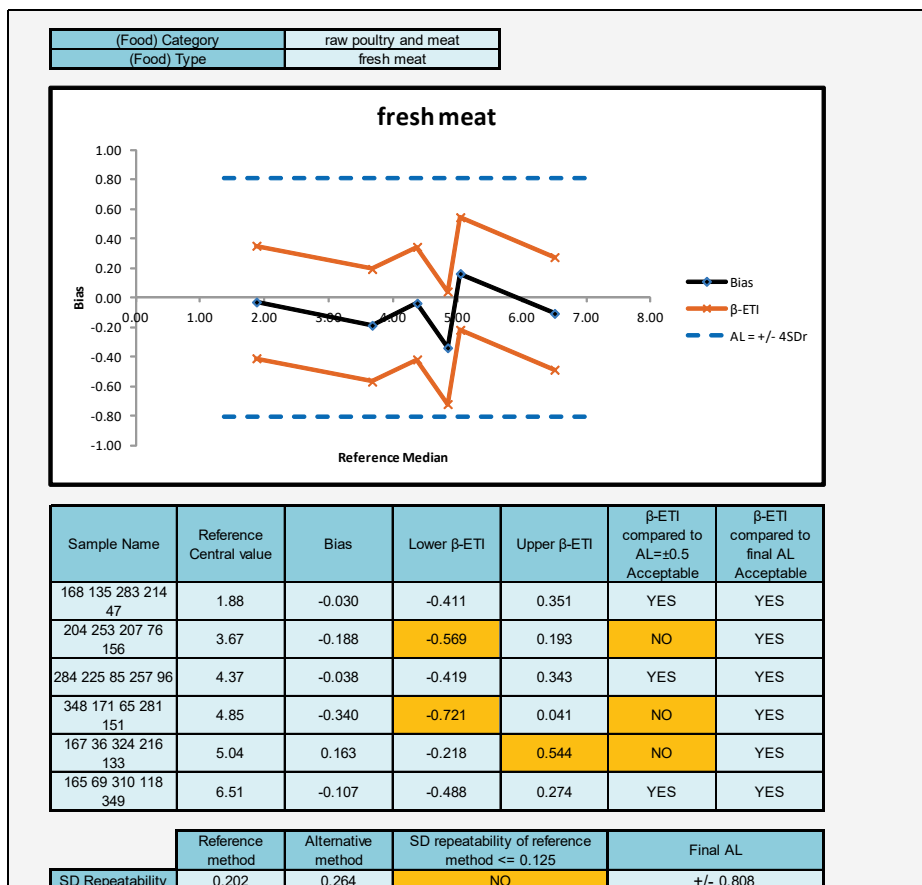 (Food) Category raw poultry and meat
(Food) Type fresh meat
fresh meat
1.00
0.80
0.60
0.40
0.20
0.00
-0.20
-0.40
-0.60
-0.80
-1.00
0.00 1.00 2.00 3.00 4.00 5.00 6.00 7.00 8.00
Bias
Reference Median
Bias
β-ETI
AL = +/- 4SDr
Sample Name Reference Central value Bias Lower β-ETI Upper β-ETI β-ETI compared to AL=±0.5 Acceptable β-ETI compared to final AL Acceptable
168 135 283 214 47 1.88 -0.030 -0.411 0.351 YES YES
204 253 207 76 156 3.67 -0.188 -0.569 0.193 NO YES
284 225 85 257 96 4.37 -0.038 -0.419 0.343 YES YES
348 171 65 281 151 4.85 -0.340 -0.721 0.041 NO YES
167 36 324 216 133 5.04 0.163 -0.218 0.544 NO YES
165 69 310 118 349 6.51 -0.107 -0.488 0.274 YES YES
Reference method Alternative method SD repeatability of reference method <= 0.125 Final AL
SD Repeatability 0.202 0.264 NO +/- 0.808